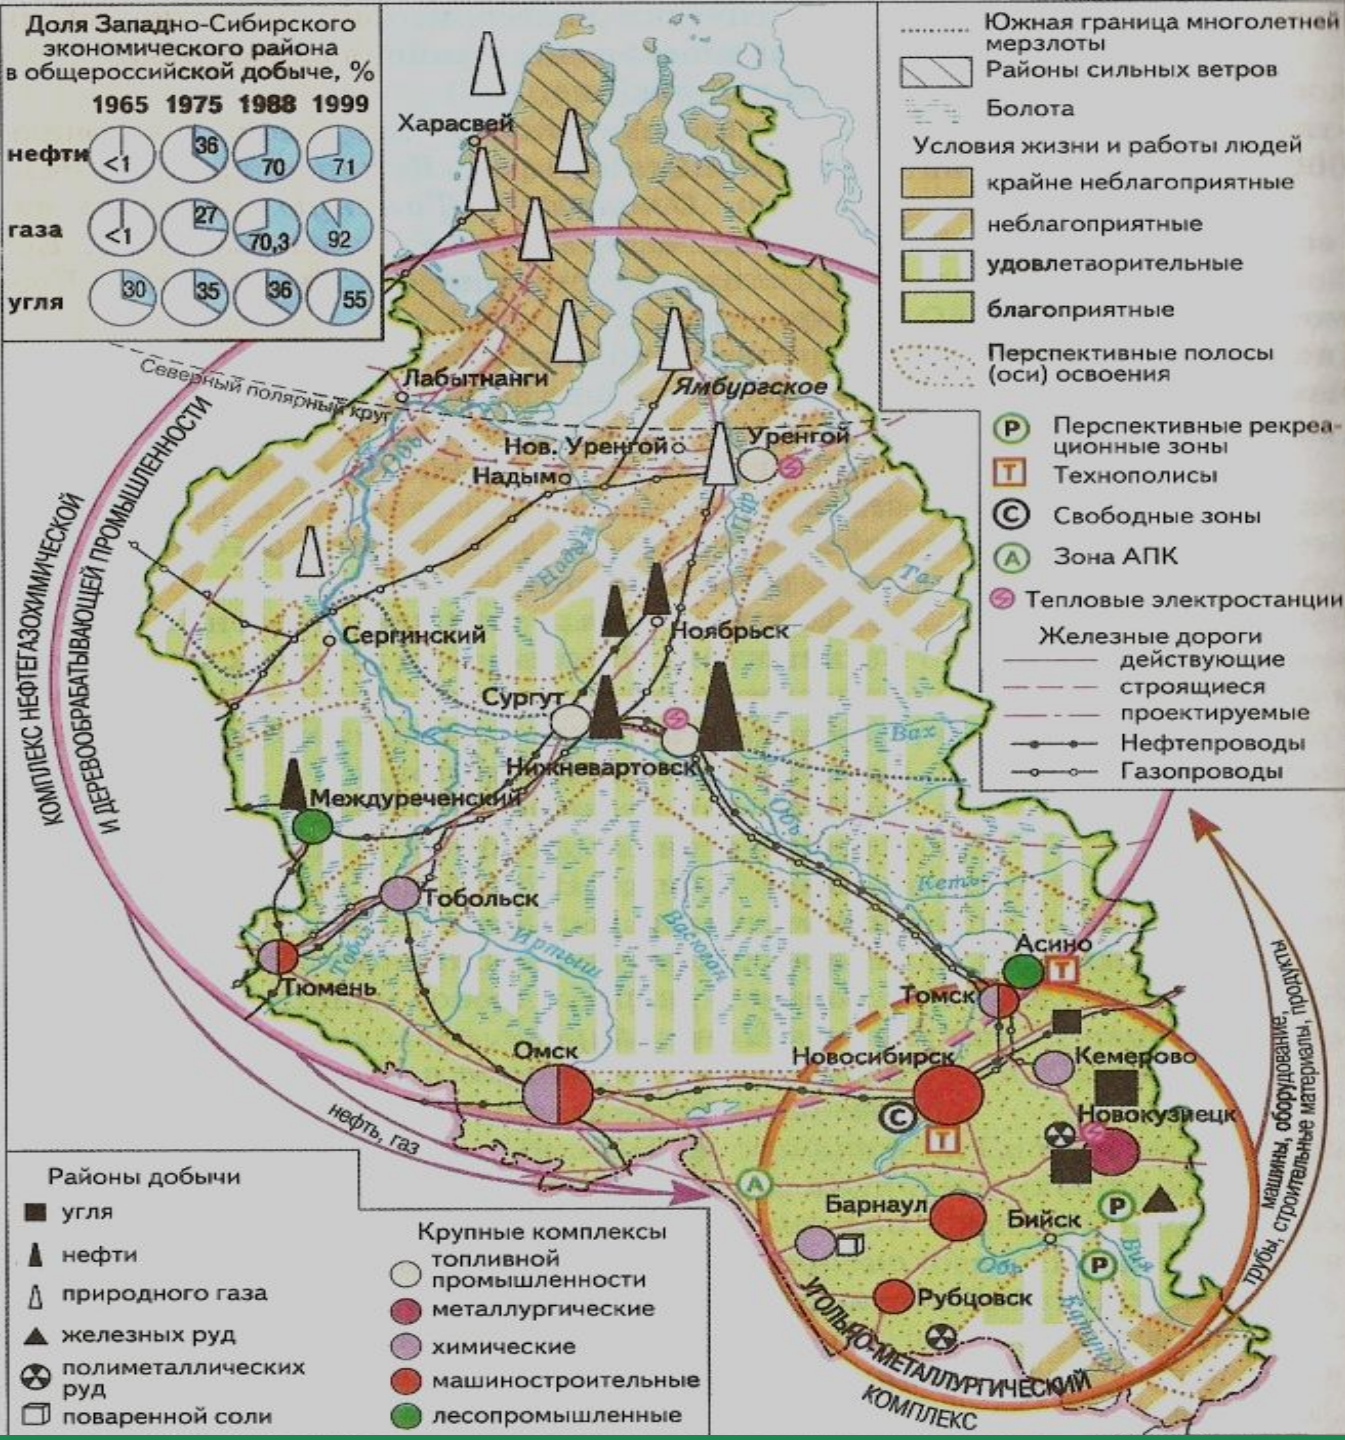 Доля Западно-Сибирского
экономического района
в общероссийской добыче, %
1965 1975 1988 1999
нефти <1 36 70 71
газа <1 27 70,3 92
угля 30 35 36 55
Южная граница многолетней
мерзлоты
Районы сильных ветров
Болота
Условия жизни и работы людей
крайне неблагоприятные
неблагоприятные
удовлетворительные
благоприятные
Перспективные полосы
(оси) освоения
Р Перспективные рекреа-
ционные зоны
Т Технополисы
С Свободные зоны
А Зона АПК
Тепловые электростанции
Железные дороги
действующие
строящиеся
проектируемые
Нефтепроводы
Газопроводы
Харасвей
Северный полярный круг
Лабытнанги
Ямбургское
Нов. Уренгой
Уренгой
Надым
Обь
Надым
Пур
Таз
КОМПЛЕКС НЕФТЕГАЗОХИМИЧЕСКОЙ
И ДЕРЕВООБРАБАТЫВАЮЩЕЙ ПРОМЫШЛЕННОСТИ
Сергинский
Ноябрьск
Сургут
Вах
Нижневартовск
Междуреченский
Обь
Кеть
Тобольск
Васюган
Иртыш
Тобол
Тюмень
Асино
Т
Томск
Омск
Новосибирск
Кемерово
С
Т
Новокузнецк
нефть, газ
А
Барнаул
Бийск
Р
Р
Обь
Бия
Катунь
Рубцовск
УГОЛЬНО-МЕТАЛЛУРГИЧЕСКИЙ
КОМПЛЕКС
машины, оборудование,
трубы, строительные материалы, продукты
Районы добычи
угля
нефти
природного газа
железных руд
полиметаллических
руд
поваренной соли
Крупные комплексы
топливной
промышленности
металлургические
химические
машиностроительные
лесопромышленные